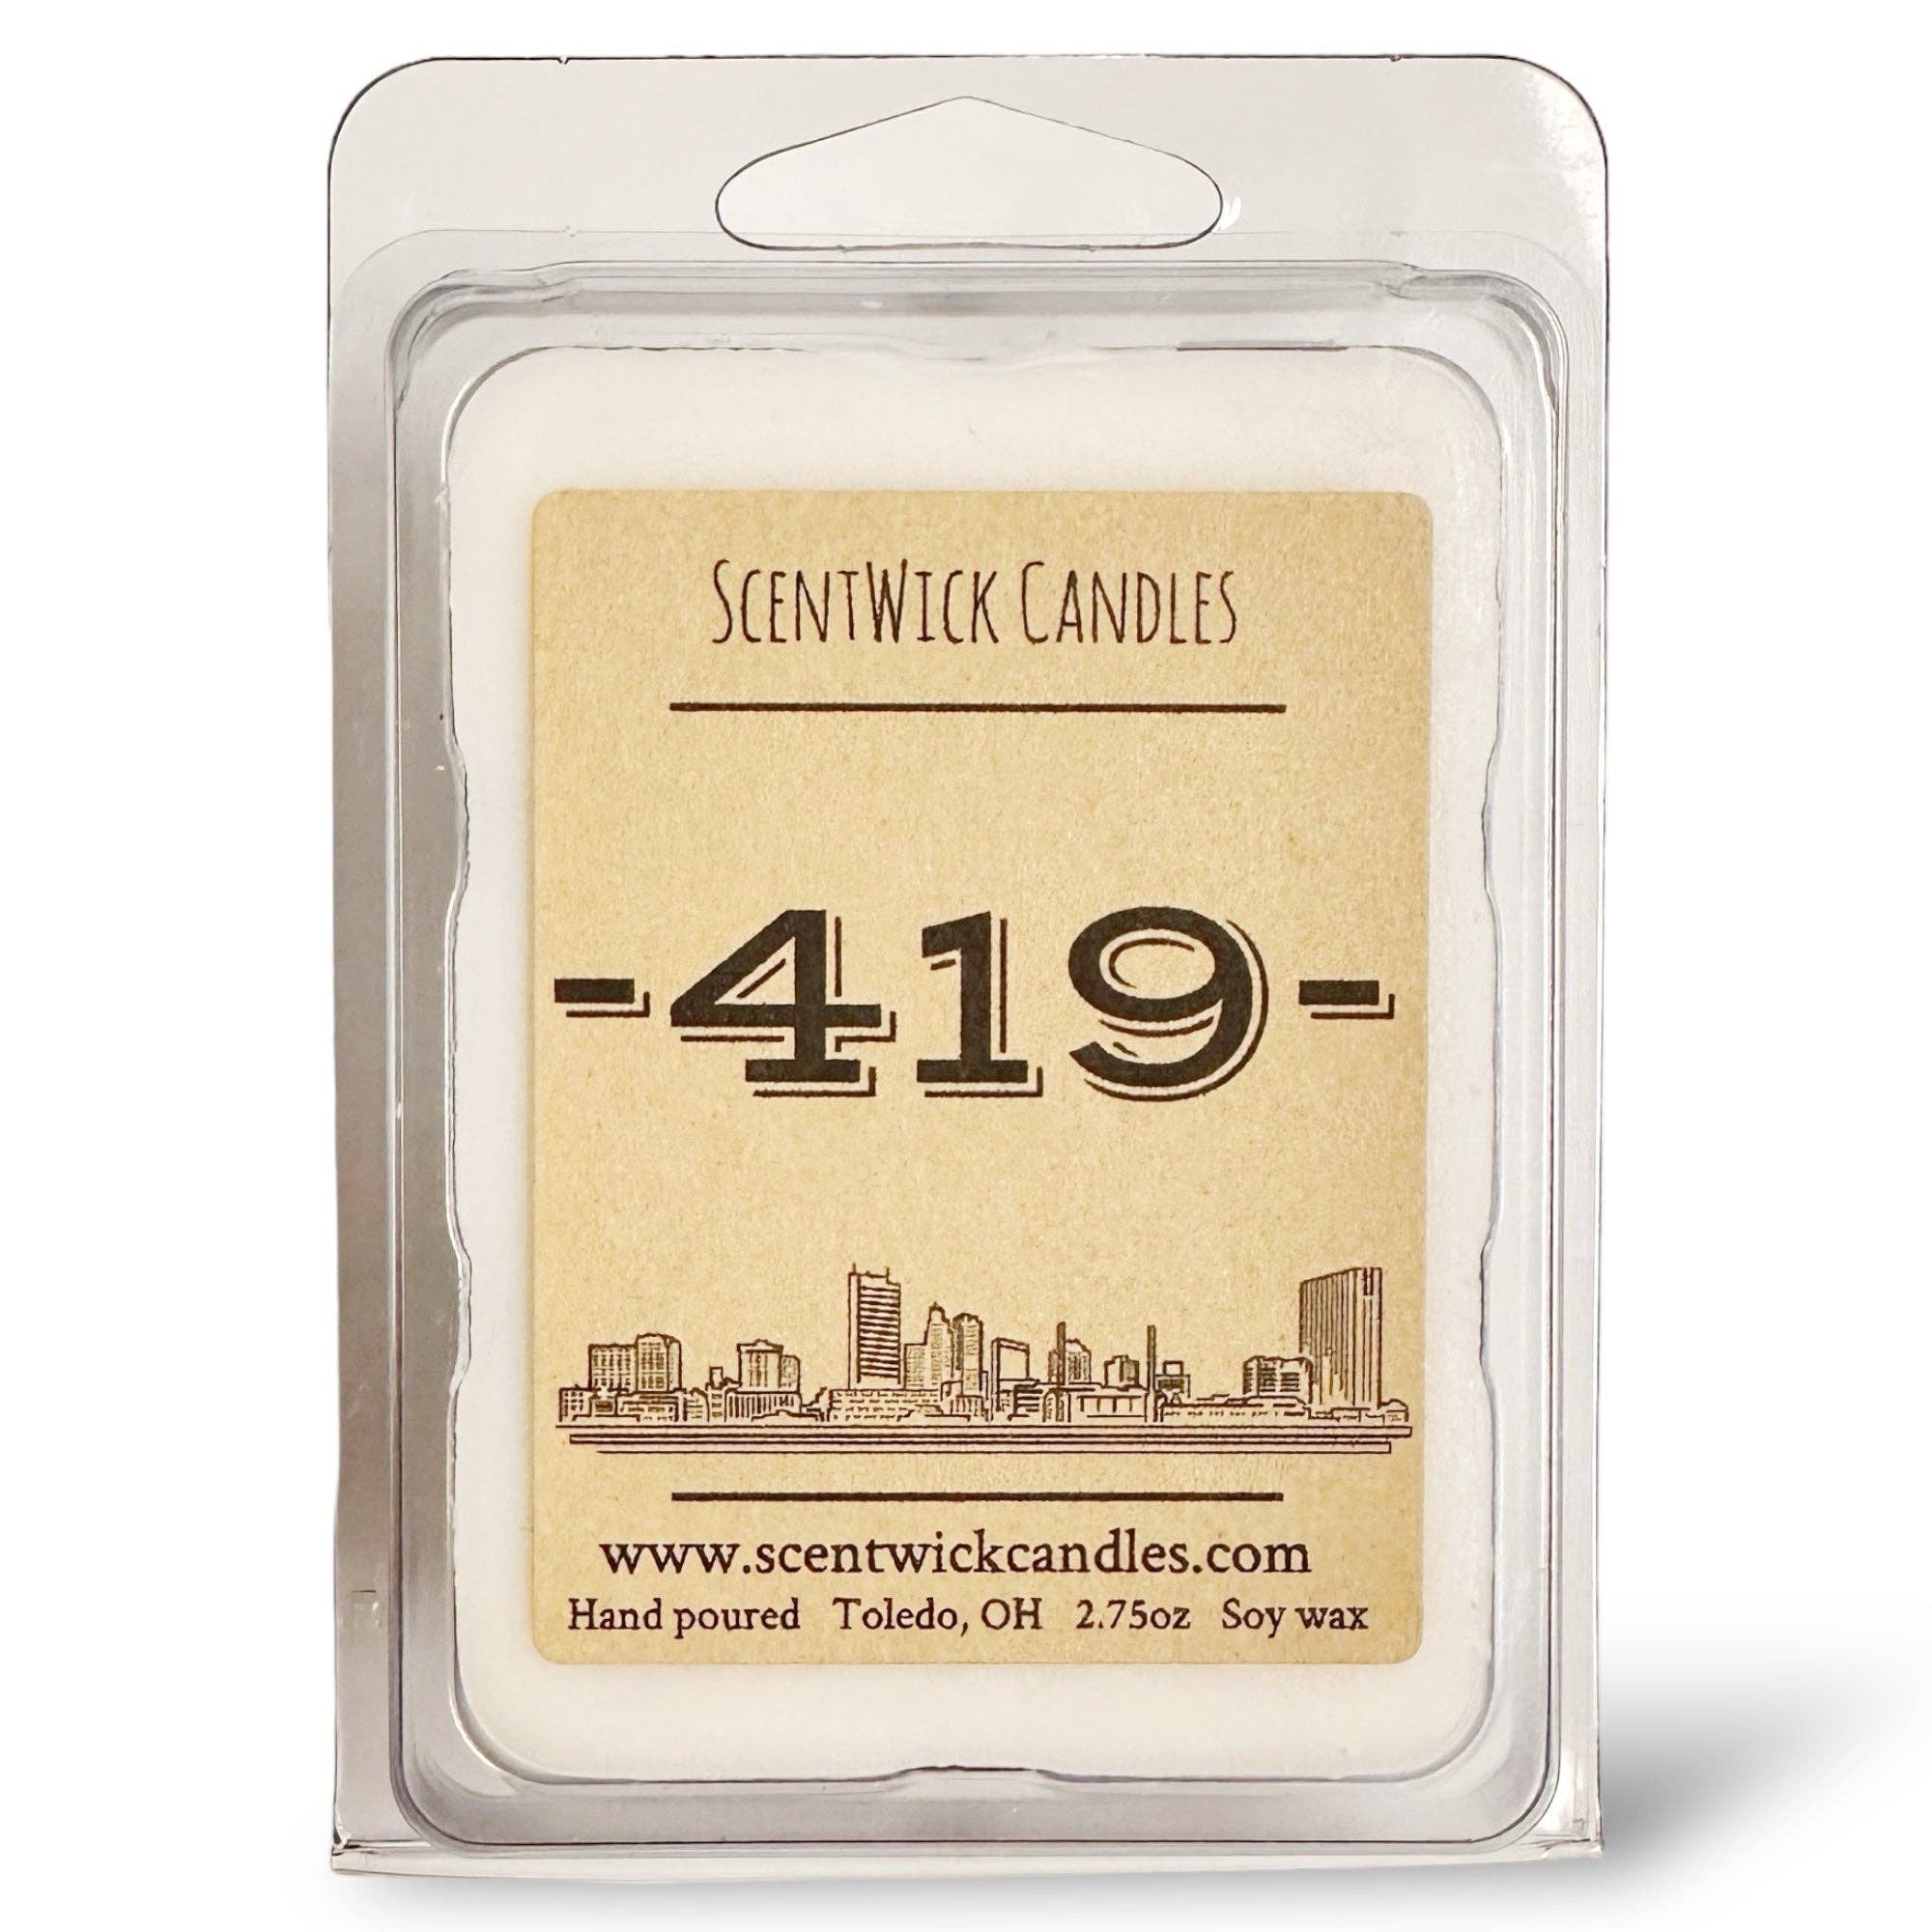 ScentWick Candles
-419-
www.scentwickcandles.com
Hand poured Toledo, OH 2.75oz Soy wax